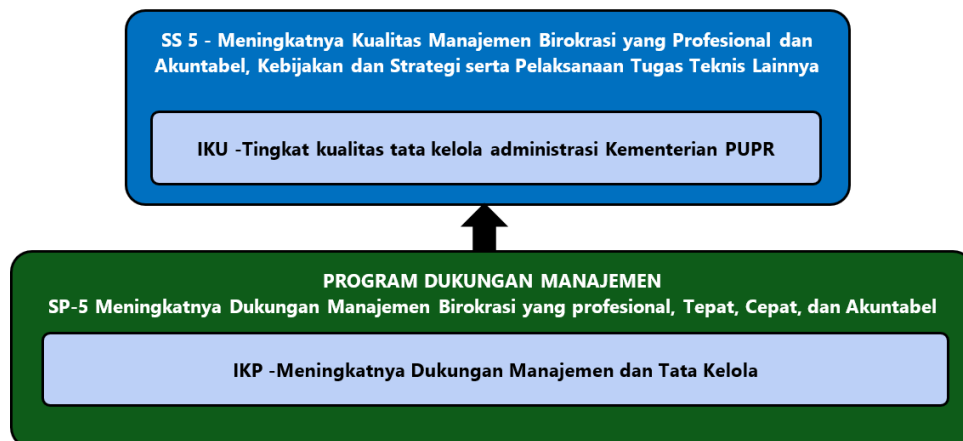 SS 5 - Meningkatnya Kualitas Manajemen Birokrasi yang Profesional dan
Akuntabel, Kebijakan dan Strategi serta Pelaksanaan Tugas Teknis Lainnya
IKU -Tingkat kualitas tata kelola administrasi Kementerian PUPR
PROGRAM DUKUNGAN MANAJEMEN
SP-5 Meningkatnya Dukungan Manajemen Birokrasi yang profesional, Tepat, Cepat, dan Akuntabel
IKP -Meningkatnya Dukungan Manajemen dan Tata Kelola